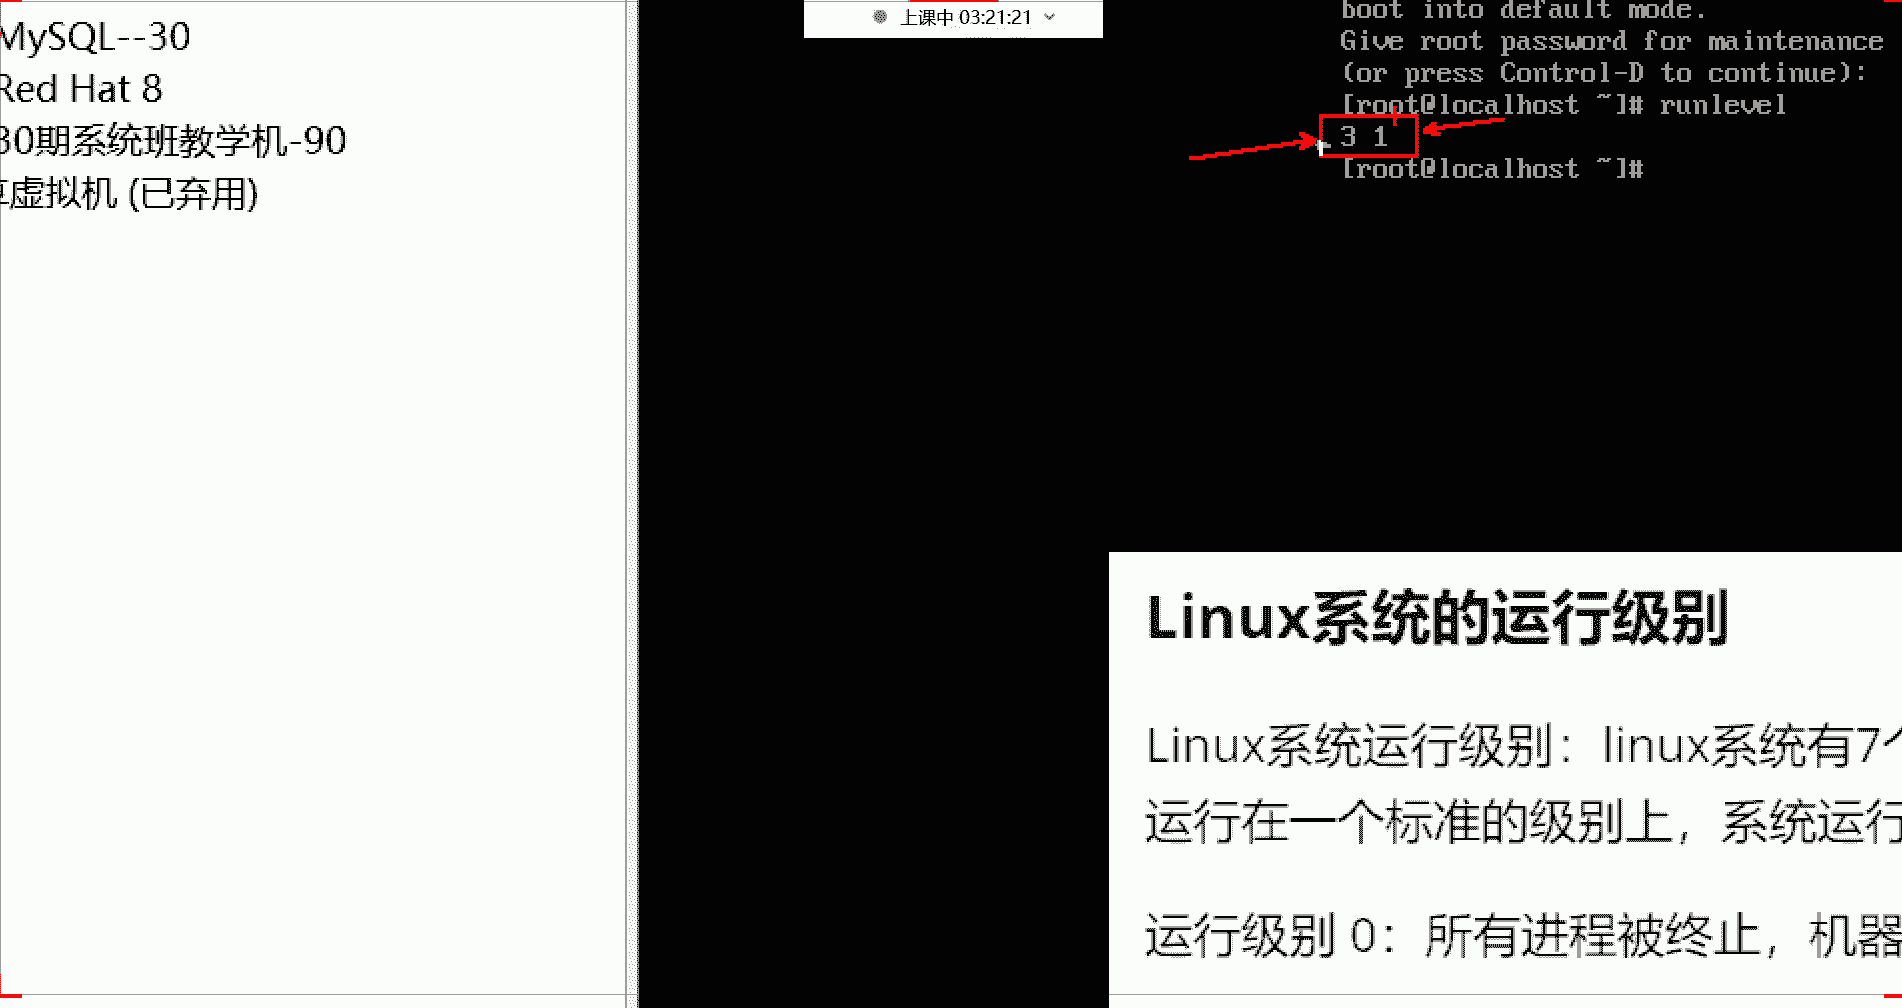 MySQL--30
Red Hat 8
30期系统班教学机-90
虚拟机 (已弃用)
上课中 03:21:21
boot into default mode.
Give root password for maintenance
(or press Control-D to continue):
[root@localhost ~]# runlevel
3 1
[root@localhost ~]#
Linux系统的运行级别
Linux系统运行级别：linux系统有7个
运行在一个标准的级别上，系统运行
运行级别 0：所有进程被终止，机器